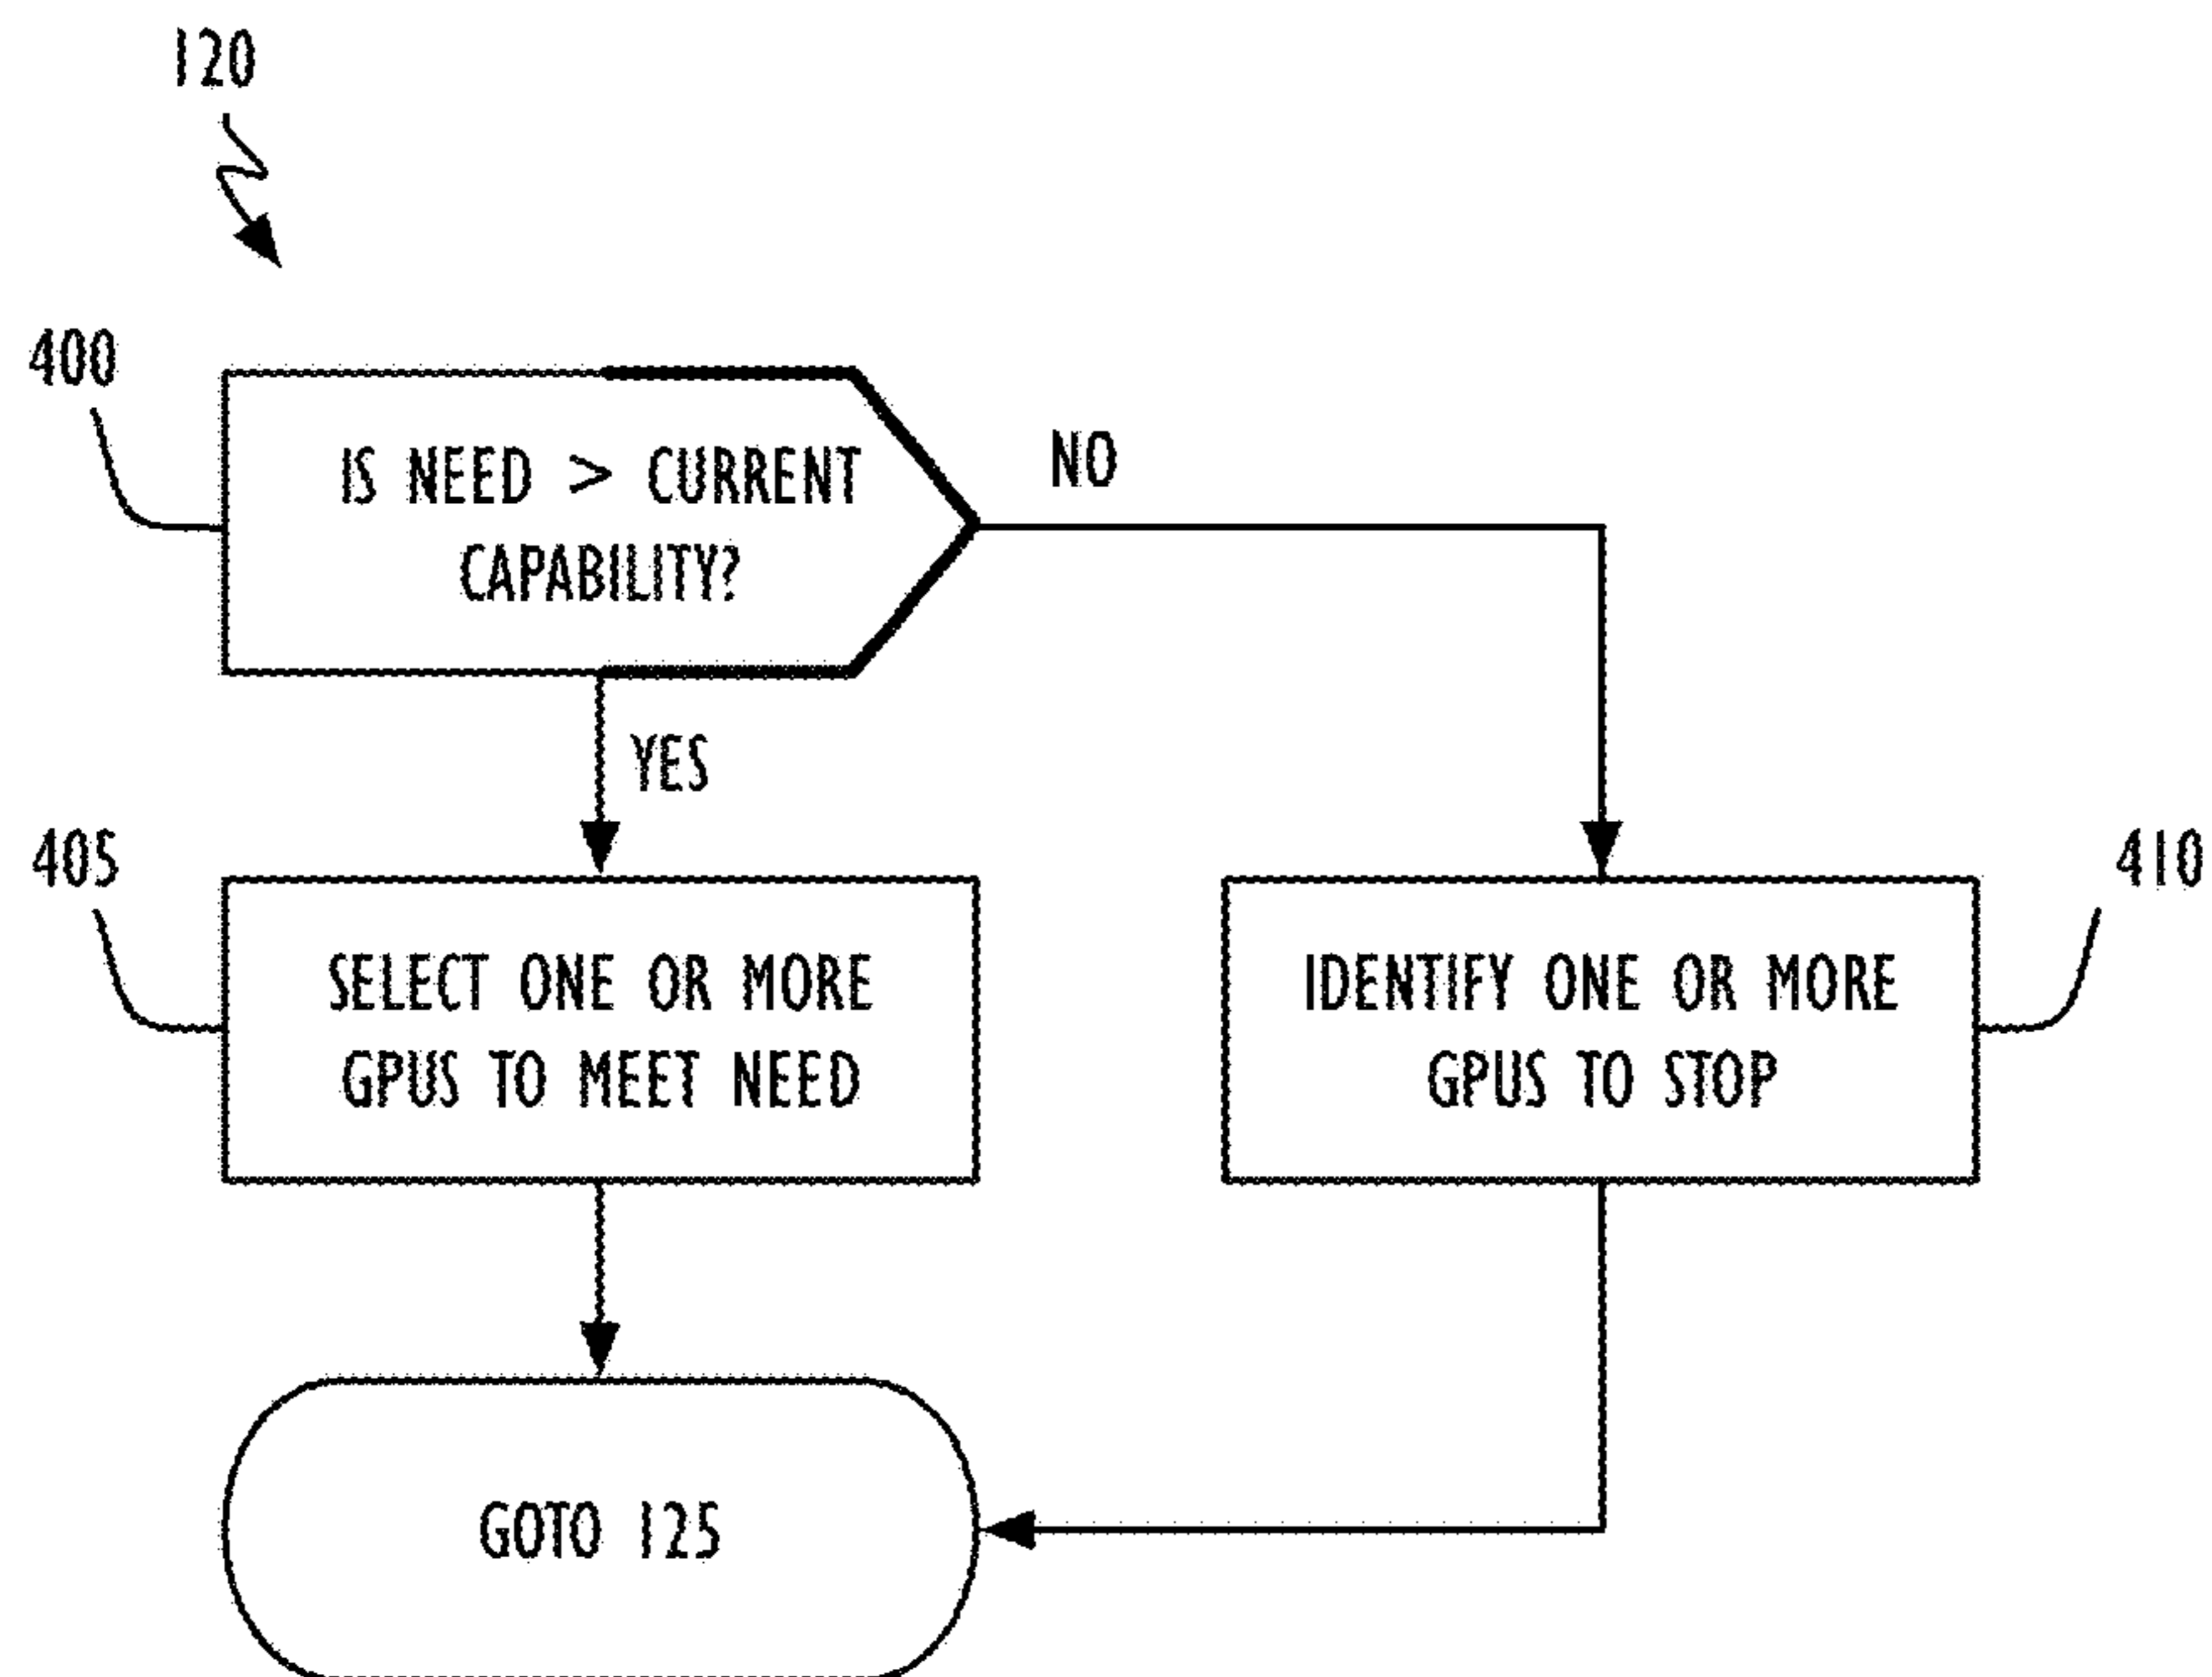 120
400
IS NEED > CURRENT
CAPABILITY?
NO
YES
405
SELECT ONE OR MORE
GPUS TO MEET NEED
410
IDENTIFY ONE OR MORE
GPUS TO STOP
GOTO 125